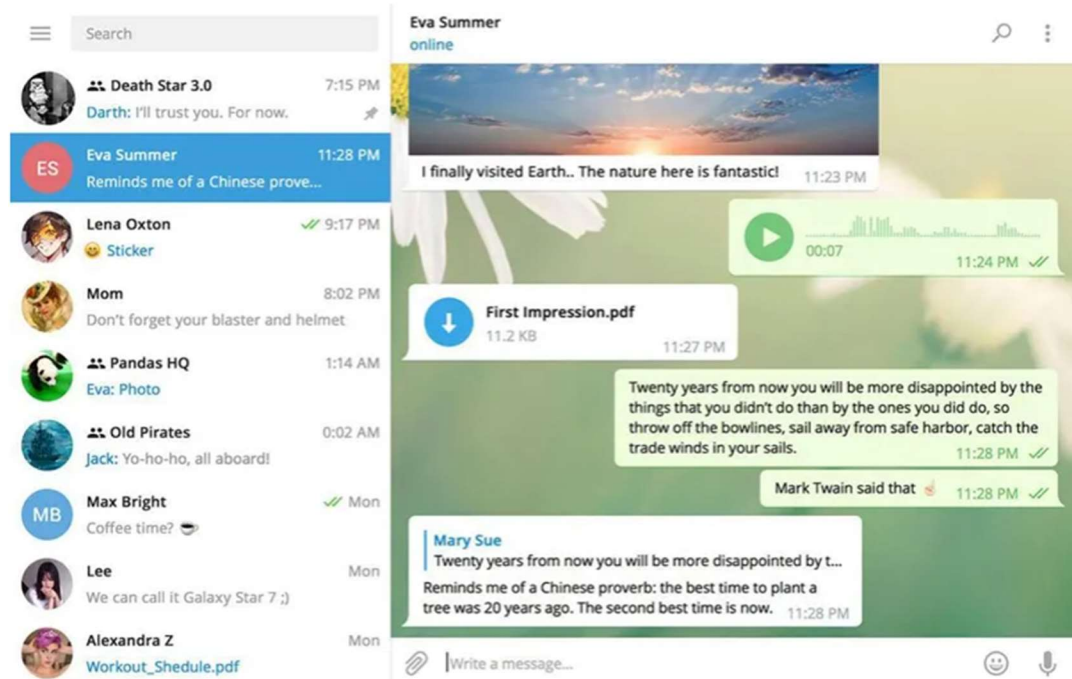 Search
Death Star 3.0
7:15 PM
Darth: I'll trust you. For now.
ES
Eva Summer
11:28 PM
Reminds me of a Chinese prove...
Lena Oxton
9:17 PM
😀 Sticker
Mom
8:02 PM
Don't forget your blaster and helmet
Pandas HQ
1:14 AM
Eva: Photo
Old Pirates
0:02 AM
Jack: Yo-ho-ho, all aboard!
MB
Max Bright
Mon
Coffee time? ☕
Lee
Mon
We can call it Galaxy Star 7 ;)
Alexandra Z
Mon
Workout_Shedule.pdf
Eva Summer
online
I finally visited Earth.. The nature here is fantastic!
11:23 PM
00:07
11:24 PM
First Impression.pdf
11.2 KB
11:27 PM
Twenty years from now you will be more disappointed by the
things that you didn't do than by the ones you did do, so
throw off the bowlines, sail away from safe harbor, catch the
trade winds in your sails.
11:28 PM
Mark Twain said that ☝
11:28 PM
Mary Sue
Twenty years from now you will be more disappointed by t...
Reminds me of a Chinese proverb: the best time to plant a
tree was 20 years ago. The second best time is now.
11:28 PM
Write a message...